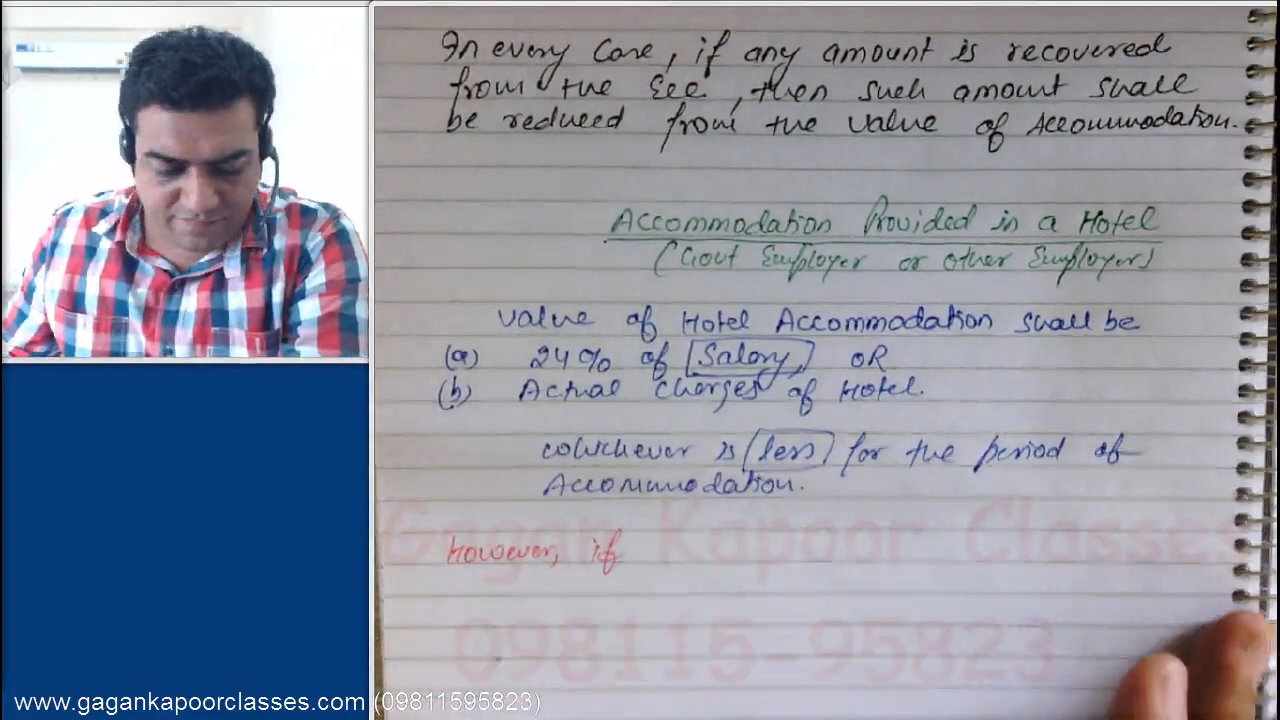 In every Case, if any amount is recovered
from the Eee, then such amount shall
be reduced from the value of Accommodation.
Accommodation Provided in a Hotel
(Govt Employer or other Employer)
Value of Hotel Accommodation shall be
(a) 24% of Salary, OR
(b) Actual Charges of Hotel.
whichever is less for the period of
Accommodation.
However, if
Gagan Kapoor Classes
098115-95823
www.gagankapoorclasses.com (09811595823)